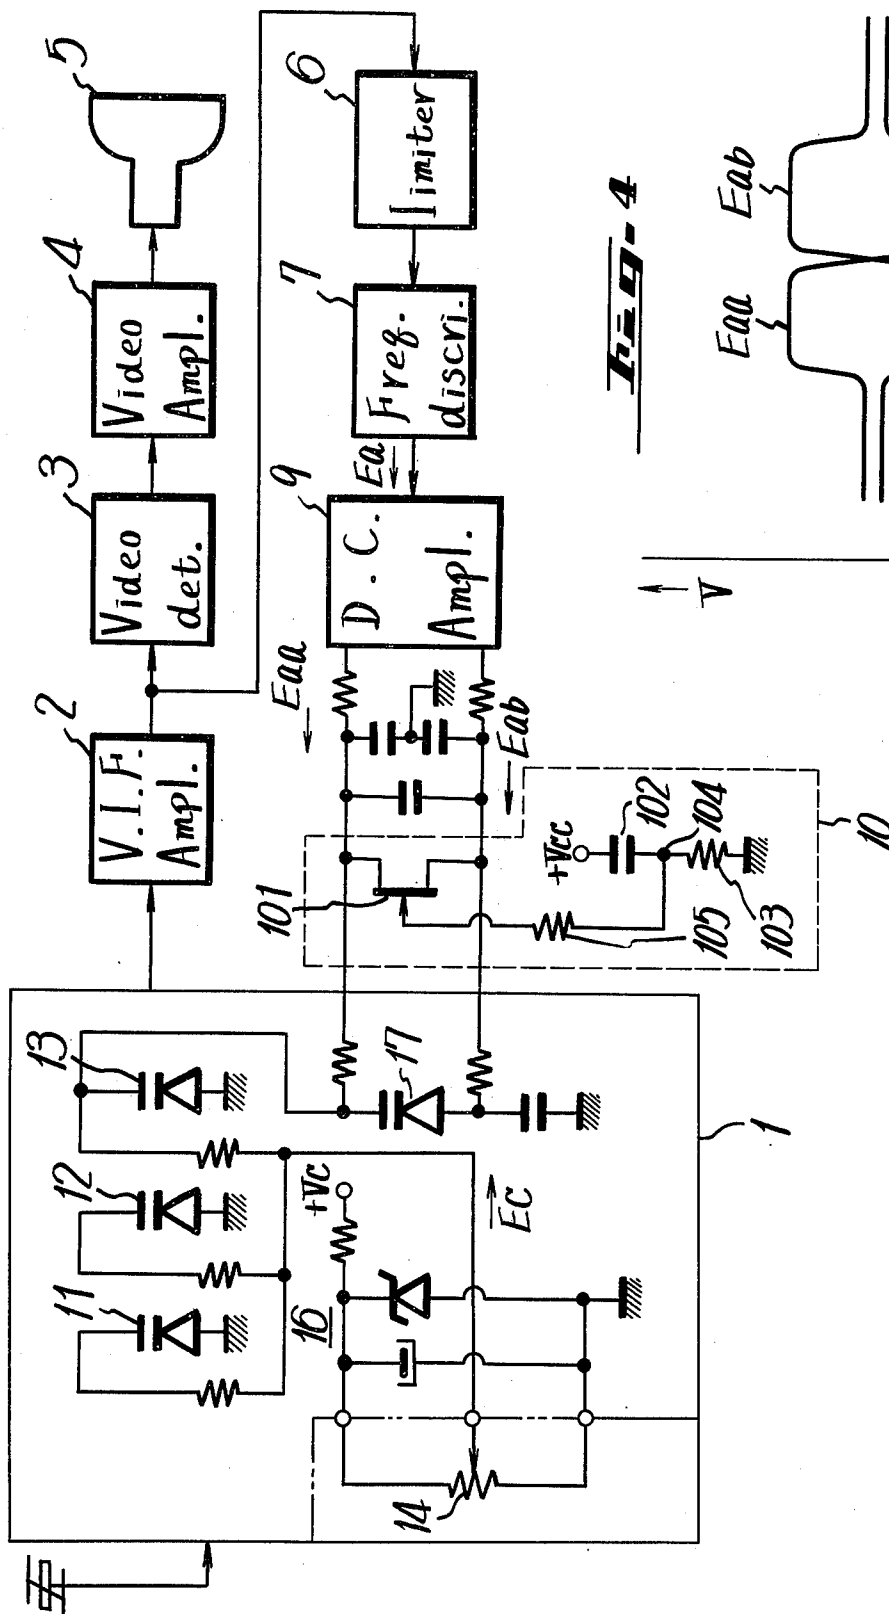 5
4
Video
Ampl.
3
Video
det.
2
V.I.F.
Ampl.
6
limiter
7
Freq.
discri.
Ea
9
D.C.
Ampl.
Eaa
Eab
10
101
102
103
104
105
+Vcc
1
11
12
13
14
16
17
+Vc
Ec
Fig-4
Eaa
Eab
V